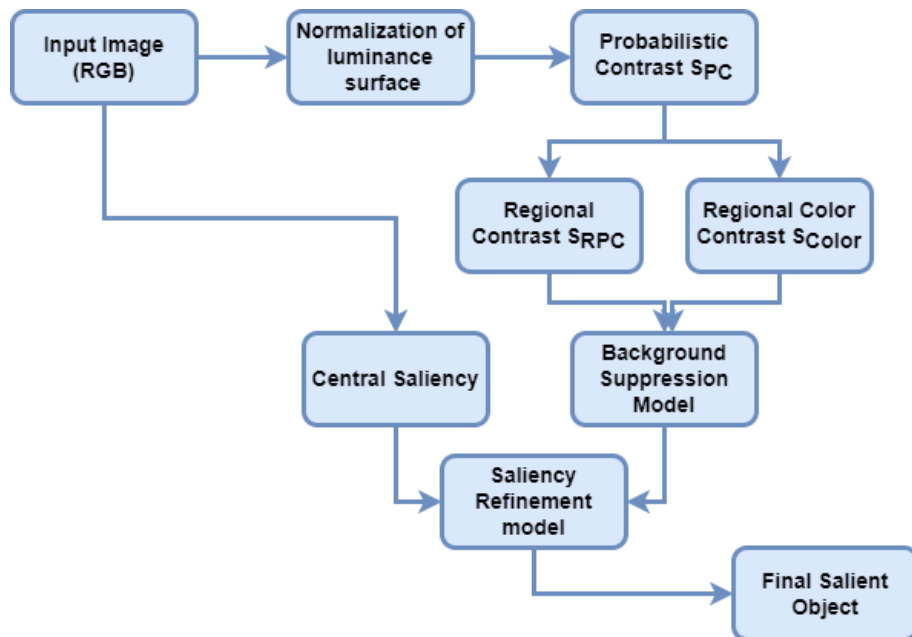 Input Image
(RGB)
Normalization of
luminance
surface
Probabilistic
Contrast SPC
Regional
Contrast SRPC
Regional Color
Contrast SColor
Central Saliency
Background
Suppression
Model
Saliency
Refinement
model
Final Salient
Object